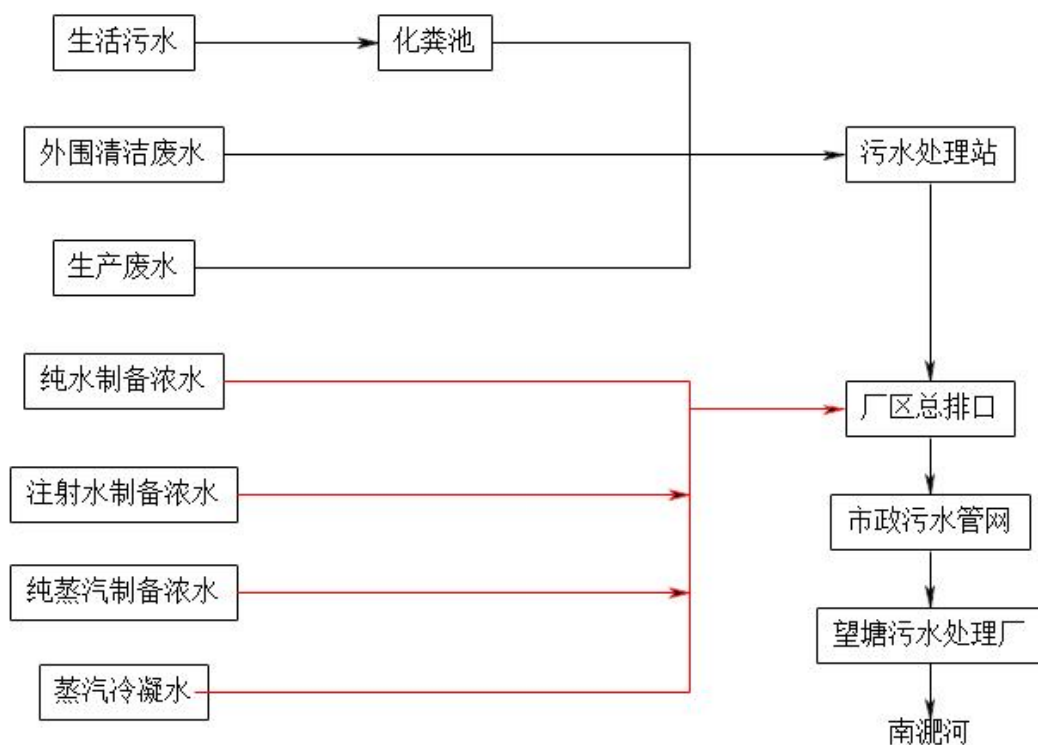 生活污水
化粪池
外围清洁废水
污水处理站
生产废水
纯水制备浓水
厂区总排口
注射水制备浓水
市政污水管网
纯蒸汽制备浓水
望塘污水处理厂
蒸汽冷凝水
南淝河